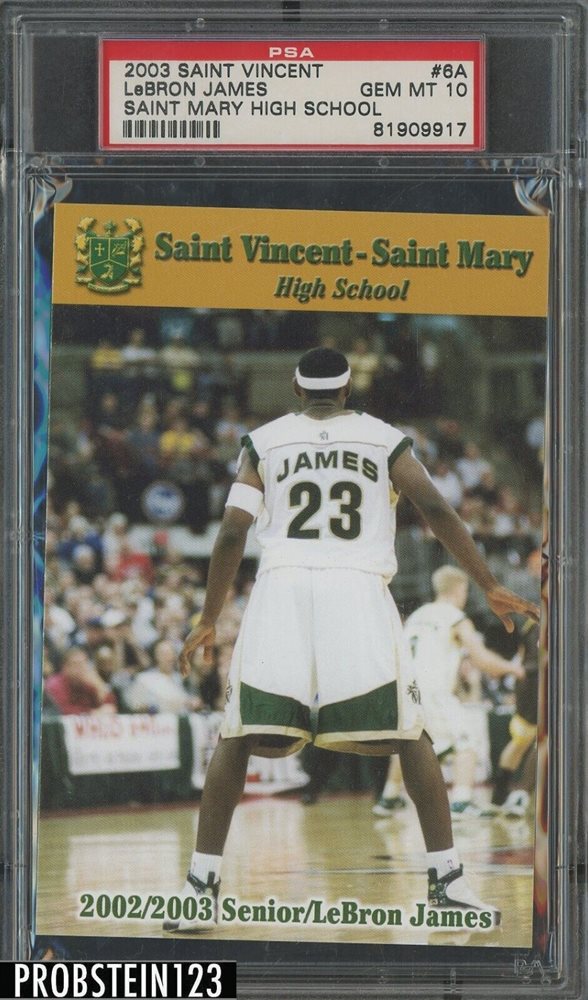 PSA
2003 SAINT VINCENT #6A
LeBRON JAMES GEM MT 10
SAINT MARY HIGH SCHOOL
81909917
Saint Vincent-Saint Mary
High School
JAMES
23
2002/2003 Senior/LeBron James
PROBSTEIN123